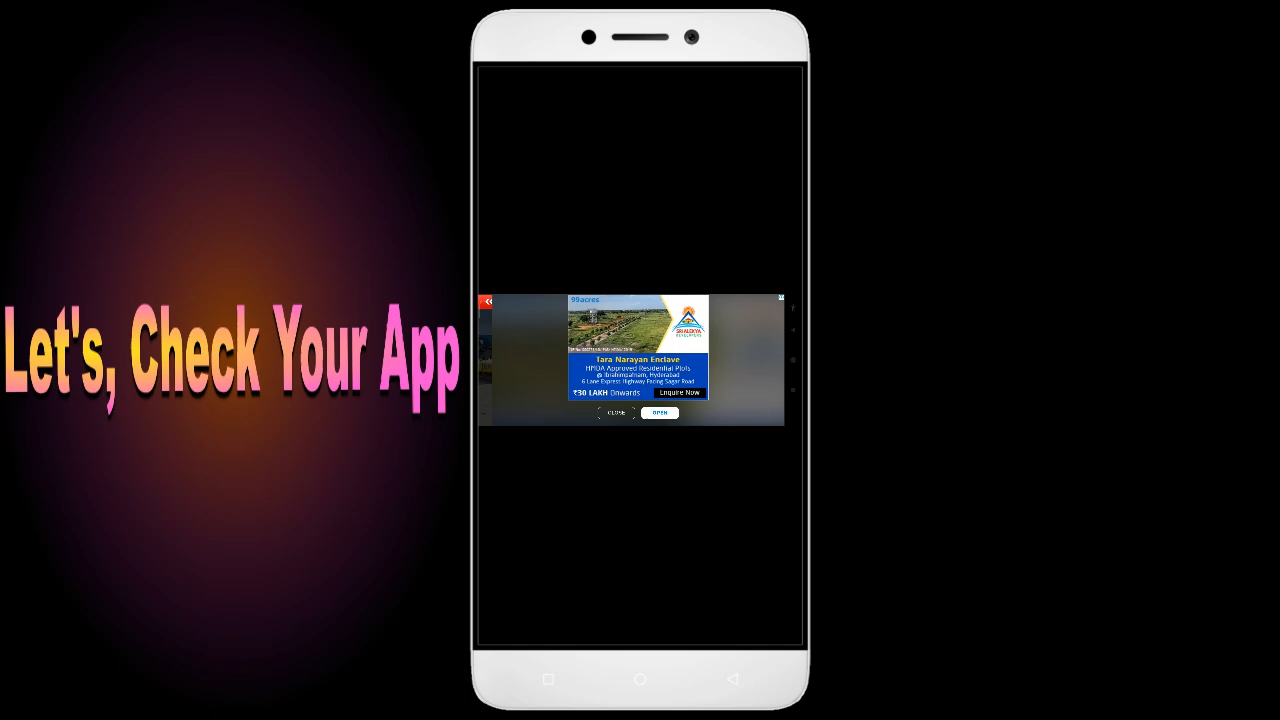 Let's, Check Your App
99acres
SRI ALEKYA
DEVELOPERS
Tara Narayan Enclave
HMDA Approved Residential Plots
@ Ibrahimpatnam, Hyderabad
6 Lane Express Highway Facing Sagar Road
₹30 LAKH Onwards
Enquire Now
CLOSE
OPEN